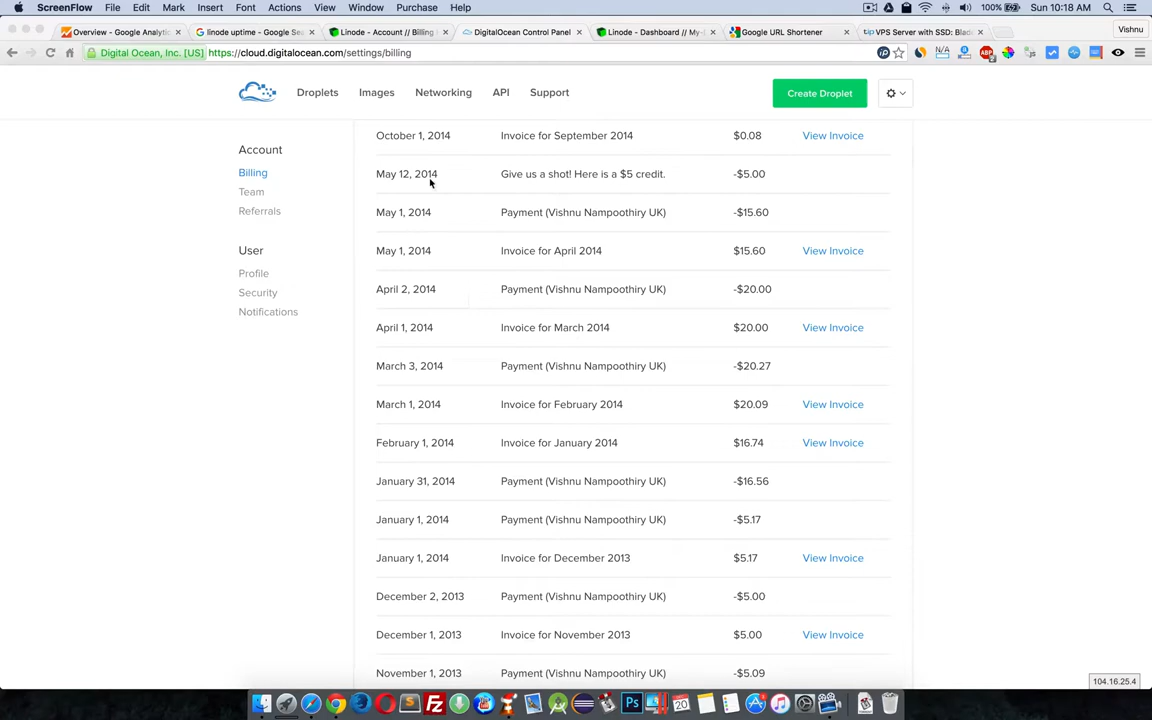 ScreenFlow File Edit Mark Insert Font Actions View Window Purchase Help 100% Sun 10:18 AM
Overview - Google Analytic × linode uptime - Google Sea × Linode - Account // Billing × DigitalOcean Control Panel × Linode - Dashboard // My- × Google URL Shortener × VPS Server with SSD: Blad × Vishnu
Digital Ocean, Inc. [US] https://cloud.digitalocean.com/settings/billing
Droplets Images Networking API Support Create Droplet
Account
Billing
Team
Referrals
User
Profile
Security
Notifications
October 1, 2014 Invoice for September 2014 $0.08 View Invoice
May 12, 2014 Give us a shot! Here is a $5 credit. -$5.00
May 1, 2014 Payment (Vishnu Nampoothiry UK) -$15.60
May 1, 2014 Invoice for April 2014 $15.60 View Invoice
April 2, 2014 Payment (Vishnu Nampoothiry UK) -$20.00
April 1, 2014 Invoice for March 2014 $20.00 View Invoice
March 3, 2014 Payment (Vishnu Nampoothiry UK) -$20.27
March 1, 2014 Invoice for February 2014 $20.09 View Invoice
February 1, 2014 Invoice for January 2014 $16.74 View Invoice
January 31, 2014 Payment (Vishnu Nampoothiry UK) -$16.56
January 1, 2014 Payment (Vishnu Nampoothiry UK) -$5.17
January 1, 2014 Invoice for December 2013 $5.17 View Invoice
December 2, 2013 Payment (Vishnu Nampoothiry UK) -$5.00
December 1, 2013 Invoice for November 2013 $5.00 View Invoice
November 1, 2013 Payment (Vishnu Nampoothiry UK) -$5.09
104.16.25.4